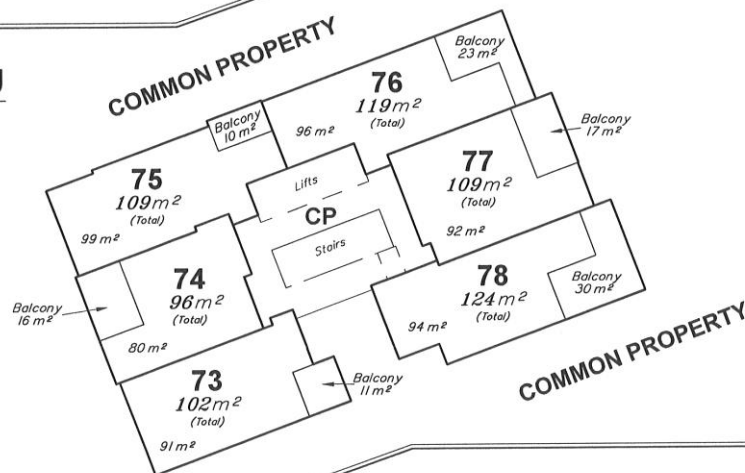 COMMON PROPERTY
Balcony
23 m²
76
119m²
(Total)
96 m²
Balcony
10 m²
Balcony
17 m²
75
109m²
(Total)
99 m²
Lifts
CP
Stairs
77
109m²
(Total)
92 m²
74
96m²
(Total)
80 m²
Balcony
16 m²
78
124m²
(Total)
94 m²
Balcony
30 m²
73
102m²
(Total)
91 m²
Balcony
11 m²
COMMON PROPERTY